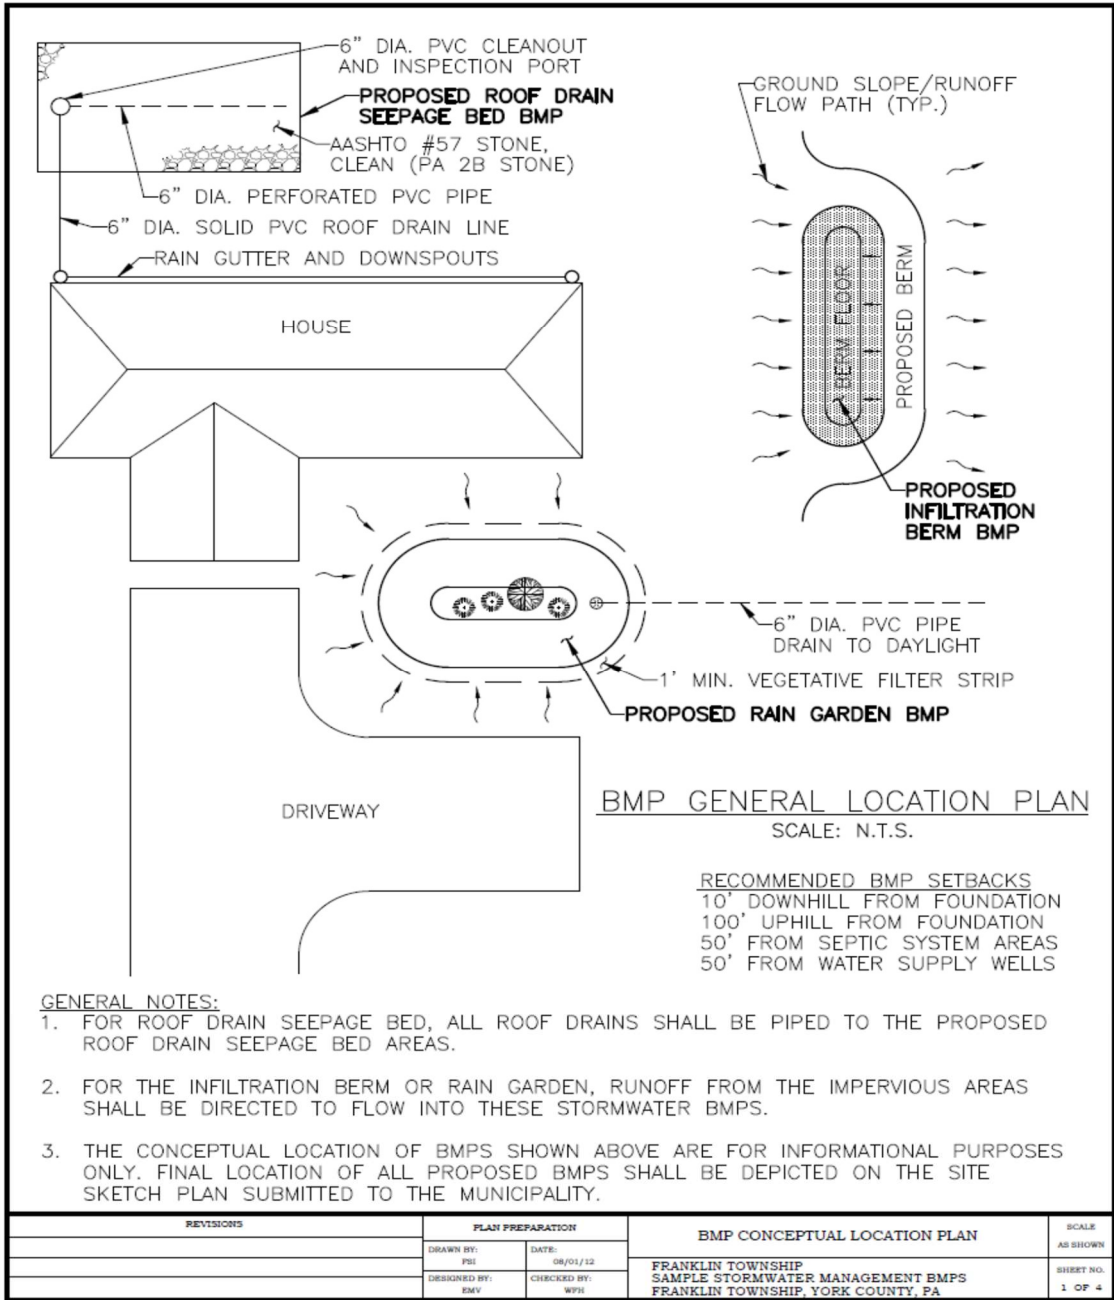 6" DIA. PVC CLEANOUT
AND INSPECTION PORT
PROPOSED ROOF DRAIN
SEEPAGE BED BMP
AASHTO #57 STONE,
CLEAN (PA 2B STONE)
6" DIA. PERFORATED PVC PIPE
6" DIA. SOLID PVC ROOF DRAIN LINE
RAIN GUTTER AND DOWNSPOUTS
HOUSE
GROUND SLOPE/RUNOFF
FLOW PATH (TYP.)
BERM FLOOR
PROPOSED BERM
PROPOSED
INFILTRATION
BERM BMP
6" DIA. PVC PIPE
DRAIN TO DAYLIGHT
1' MIN. VEGETATIVE FILTER STRIP
PROPOSED RAIN GARDEN BMP
DRIVEWAY
BMP GENERAL LOCATION PLAN
SCALE: N.T.S.
RECOMMENDED BMP SETBACKS
10' DOWNHILL FROM FOUNDATION
100' UPHILL FROM FOUNDATION
50' FROM SEPTIC SYSTEM AREAS
50' FROM WATER SUPPLY WELLS
GENERAL NOTES:
1. FOR ROOF DRAIN SEEPAGE BED, ALL ROOF DRAINS SHALL BE PIPED TO THE PROPOSED
ROOF DRAIN SEEPAGE BED AREAS.
2. FOR THE INFILTRATION BERM OR RAIN GARDEN, RUNOFF FROM THE IMPERVIOUS AREAS
SHALL BE DIRECTED TO FLOW INTO THESE STORMWATER BMPS.
3. THE CONCEPTUAL LOCATION OF BMPS SHOWN ABOVE ARE FOR INFORMATIONAL PURPOSES
ONLY. FINAL LOCATION OF ALL PROPOSED BMPS SHALL BE DEPICTED ON THE SITE
SKETCH PLAN SUBMITTED TO THE MUNICIPALITY.
REVISIONS
PLAN PREPARATION
DRAWN BY:
PSI
DATE:
08/01/12
DESIGNED BY:
EMV
CHECKED BY:
WFH
BMP CONCEPTUAL LOCATION PLAN
FRANKLIN TOWNSHIP
SAMPLE STORMWATER MANAGEMENT BMPS
FRANKLIN TOWNSHIP, YORK COUNTY, PA
SCALE
AS SHOWN
SHEET NO.
1 OF 4